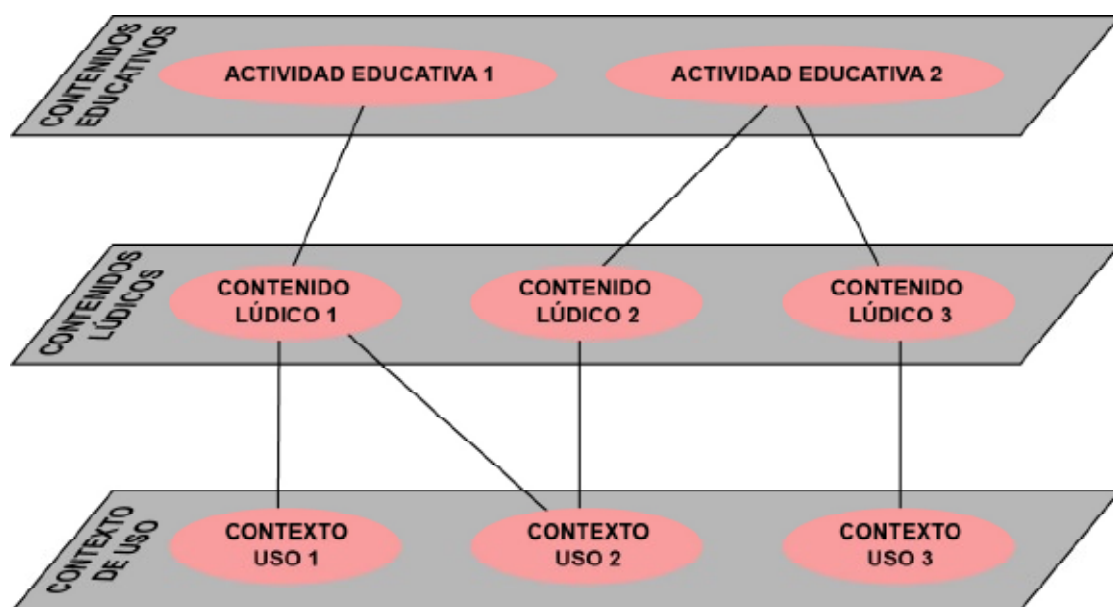 CONTENIDOS
EDUCATIVOS
ACTIVIDAD EDUCATIVA 1
ACTIVIDAD EDUCATIVA 2
CONTENIDOS
LÚDICOS
CONTENIDO
LÚDICO 1
CONTENIDO
LÚDICO 2
CONTENIDO
LÚDICO 3
CONTEXTO
DE USO
CONTEXTO
USO 1
CONTEXTO
USO 2
CONTEXTO
USO 3